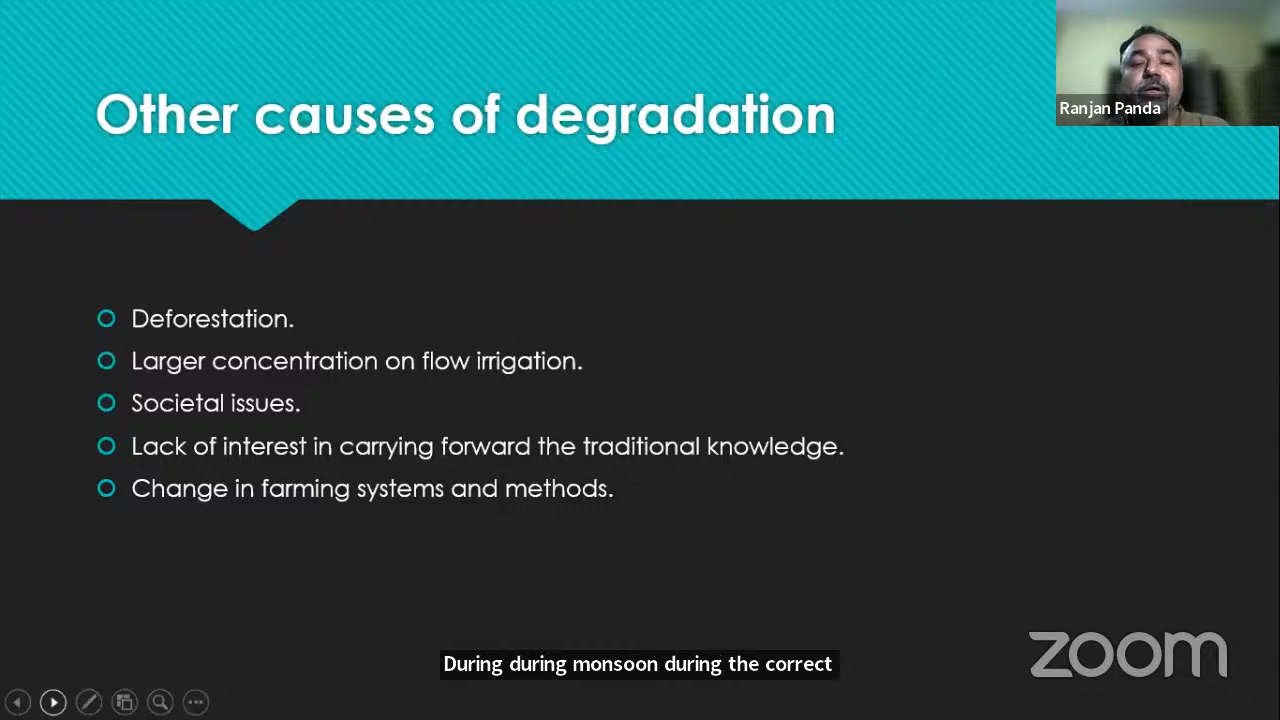 Other causes of degradation
Ranjan Panda
Deforestation.
Larger concentration on flow irrigation.
Societal issues.
Lack of interest in carrying forward the traditional knowledge.
Change in farming systems and methods.
During during monsoon during the correct
zoom